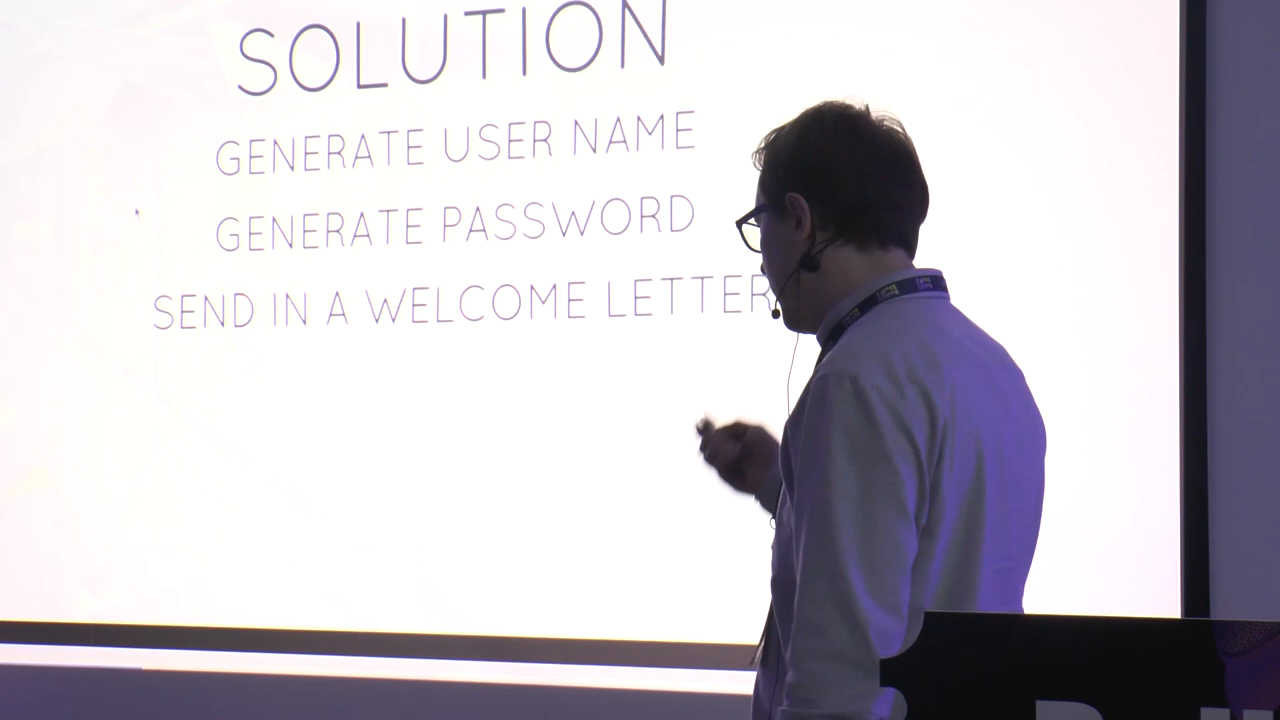 SOLUTION
GENERATE USER NAME
GENERATE PASSWORD
SEND IN A WELCOME LETTER